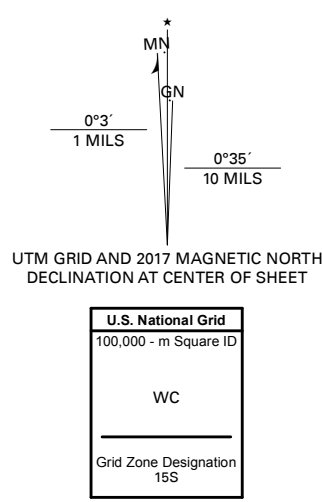 ★
MN
GN
0°3´
1 MILS
0°35´
10 MILS
UTM GRID AND 2017 MAGNETIC NORTH
DECLINATION AT CENTER OF SHEET
U.S. National Grid
100,000 - m Square ID
WC
Grid Zone Designation
15S